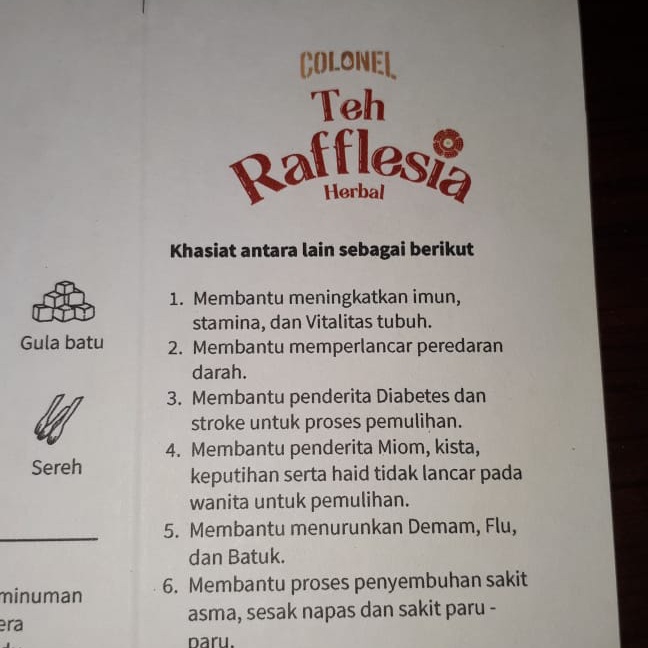 COLONEL
Teh
Rafflesia
Herbal
Khasiat antara lain sebagai berikut
1. Membantu meningkatkan imun,
stamina, dan Vitalitas tubuh.
2. Membantu memperlancar peredaran
darah.
3. Membantu penderita Diabetes dan
stroke untuk proses pemulihan.
4. Membantu penderita Miom, kista,
keputihan serta haid tidak lancar pada
wanita untuk pemulihan.
5. Membantu menurunkan Demam, Flu,
dan Batuk.
6. Membantu proses penyembuhan sakit
asma, sesak napas dan sakit paru -
paru.
Gula batu
Sereh
minuman